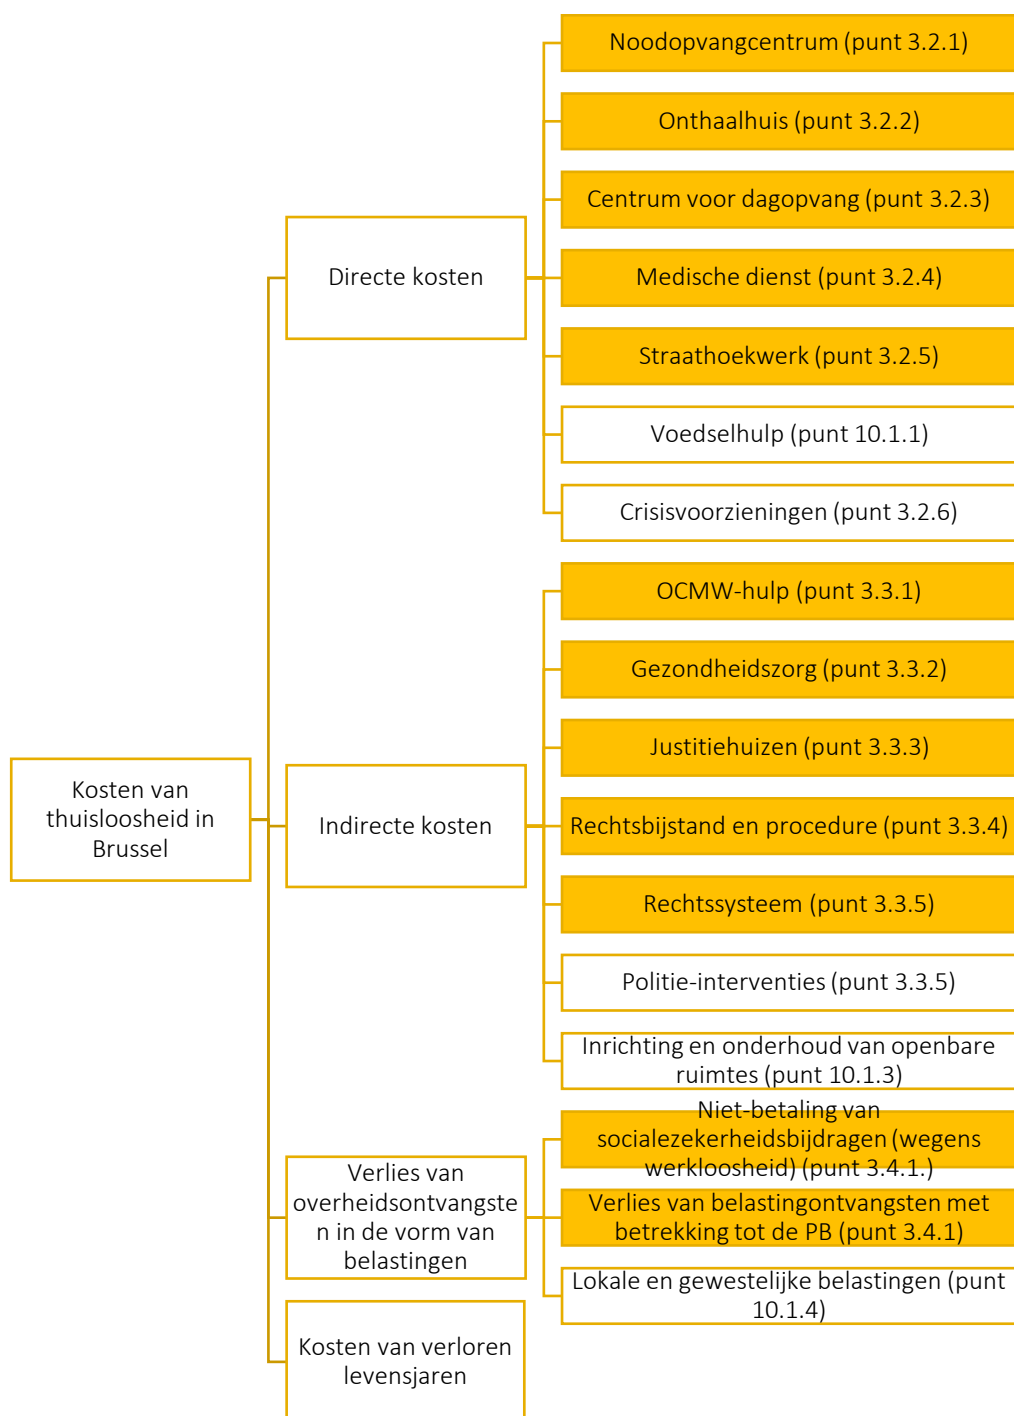 Noodopvangcentrum (punt 3.2.1)
Onthaalhuis (punt 3.2.2)
Centrum voor dagopvang (punt 3.2.3)
Directe kosten
Medische dienst (punt 3.2.4)
Straathoekwerk (punt 3.2.5)
Voedselhulp (punt 10.1.1)
Crisisvoorzieningen (punt 3.2.6)
OCMW-hulp (punt 3.3.1)
Gezondheidszorg (punt 3.3.2)
Justitiehuizen (punt 3.3.3)
Kosten van
thuisloosheid in
Brussel
Indirecte kosten
Rechtsbijstand en procedure (punt 3.3.4)
Rechtssysteem (punt 3.3.5)
Politie-interventies (punt 3.3.5)
Inrichting en onderhoud van openbare
ruimtes (punt 10.1.3)
Niet-betaling van
socialezekerheidsbijdragen (wegens
werkloosheid) (punt 3.4.1.)
Verlies van
overheidsontvangste
n in de vorm van
belastingen
Verlies van belastingontvangsten met
betrekking tot de PB (punt 3.4.1)
Lokale en gewestelijke belastingen (punt
10.1.4)
Kosten van verloren
levensjaren